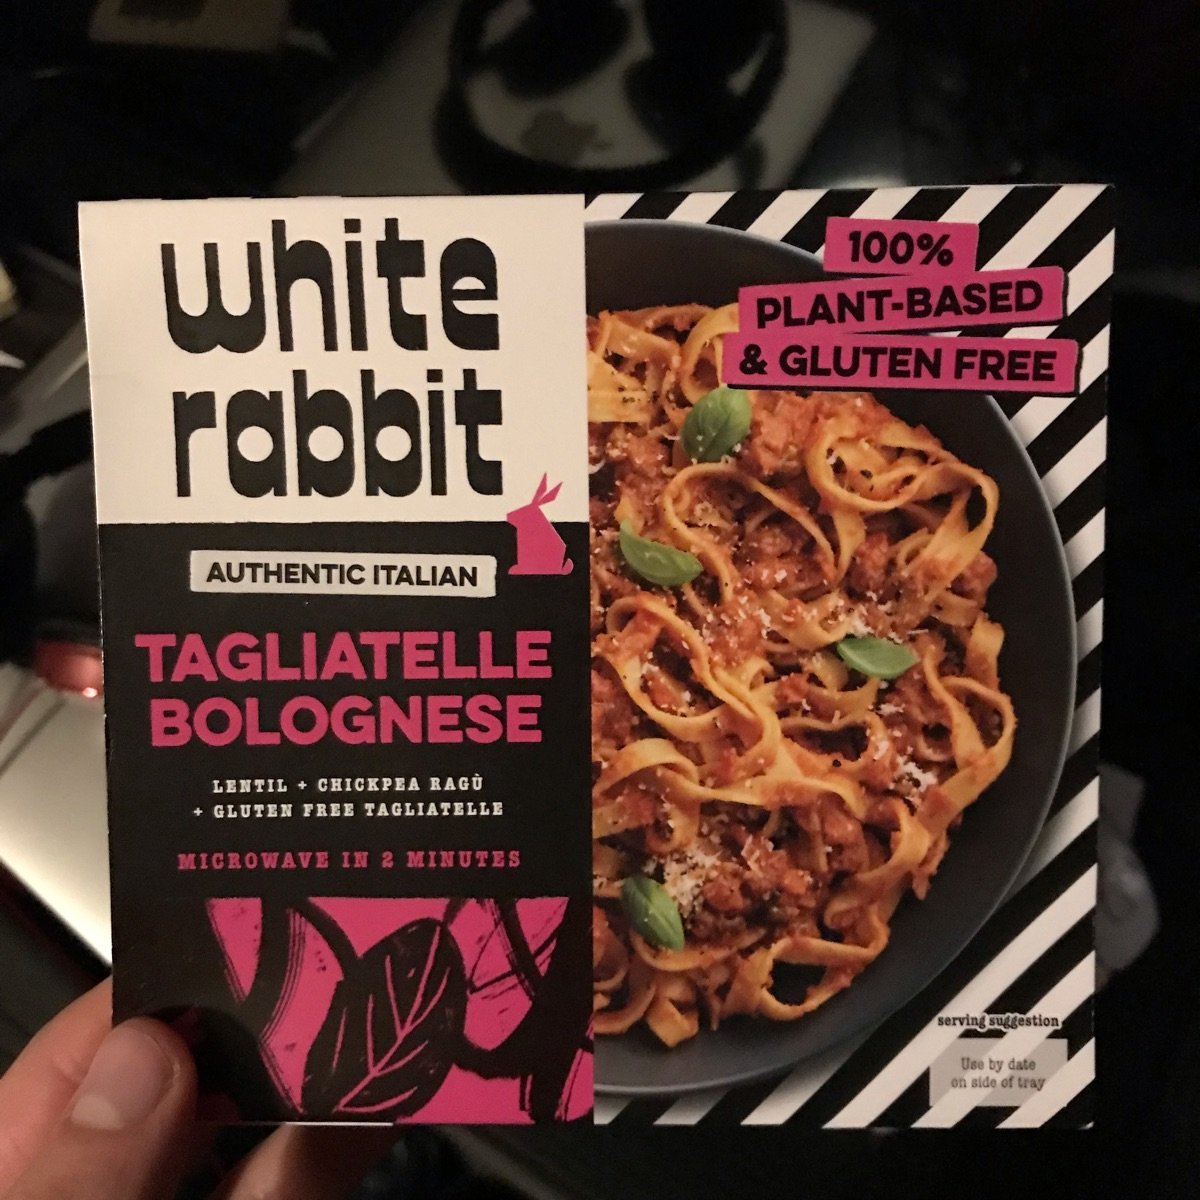 white
rabbit
AUTHENTIC ITALIAN
TAGLIATELLE
BOLOGNESE
LENTIL + CHICKPEA RAGÙ
+ GLUTEN FREE TAGLIATELLE
MICROWAVE IN 2 MINUTES
100%
PLANT-BASED
& GLUTEN FREE
serving suggestion
Use by date
on side of tray